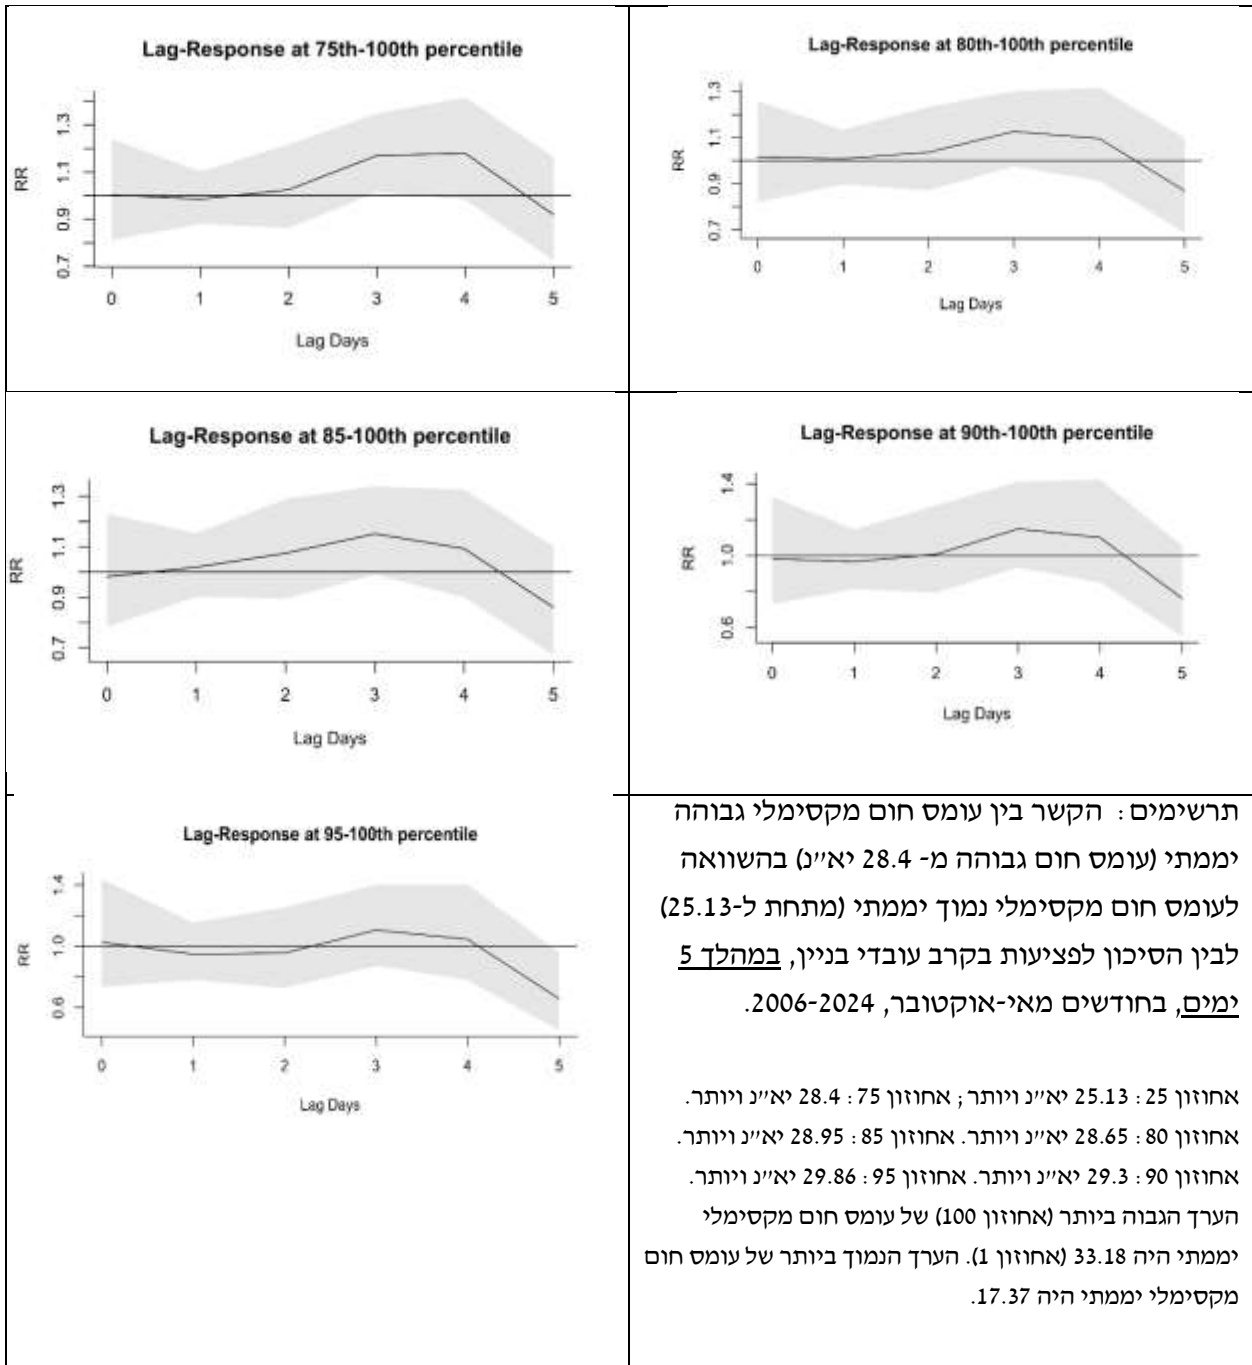 Lag-Response at 75th-100th percentile
RR
0.7 0.9 1.1 1.3
0 1 2 3 4 5
Lag Days
Lag-Response at 80th-100th percentile
RR
0.7 0.9 1.1 1.3
0 1 2 3 4 5
Lag Days
Lag-Response at 85-100th percentile
RR
0.7 0.9 1.1 1.3
0 1 2 3 4 5
Lag Days
Lag-Response at 90th-100th percentile
RR
0.6 1.0 1.4
0 1 2 3 4 5
Lag Days
Lag-Response at 95-100th percentile
RR
0.6 1.0 1.4
0 1 2 3 4 5
Lag Days
תרשימים: הקשר בין עומס חום מקסימלי גבוהה
יממתי (עומס חום גבוהה מ- 28.4 יא״נ) בהשוואה
לעומס חום מקסימלי נמוך יממתי (מתחת ל-25.13)
לבין הסיכון לפציעות בקרב עובדי בניין, במהלך 5
ימים, בחודשים מאי-אוקטובר, 2006-2024.
אחוזון 25: 25.13 יא״נ ויותר; אחוזון 75: 28.4 יא״נ ויותר.
אחוזון 80: 28.65 יא״נ ויותר. אחוזון 85: 28.95 יא״נ ויותר.
אחוזון 90: 29.3 יא״נ ויותר. אחוזון 95: 29.86 יא״נ ויותר.
הערך הגבוה ביותר (אחוזון 100) של עומס חום מקסימלי
יממתי היה 33.18 (אחוזון 1). הערך הנמוך ביותר של עומס חום
מקסימלי יממתי היה 17.37.